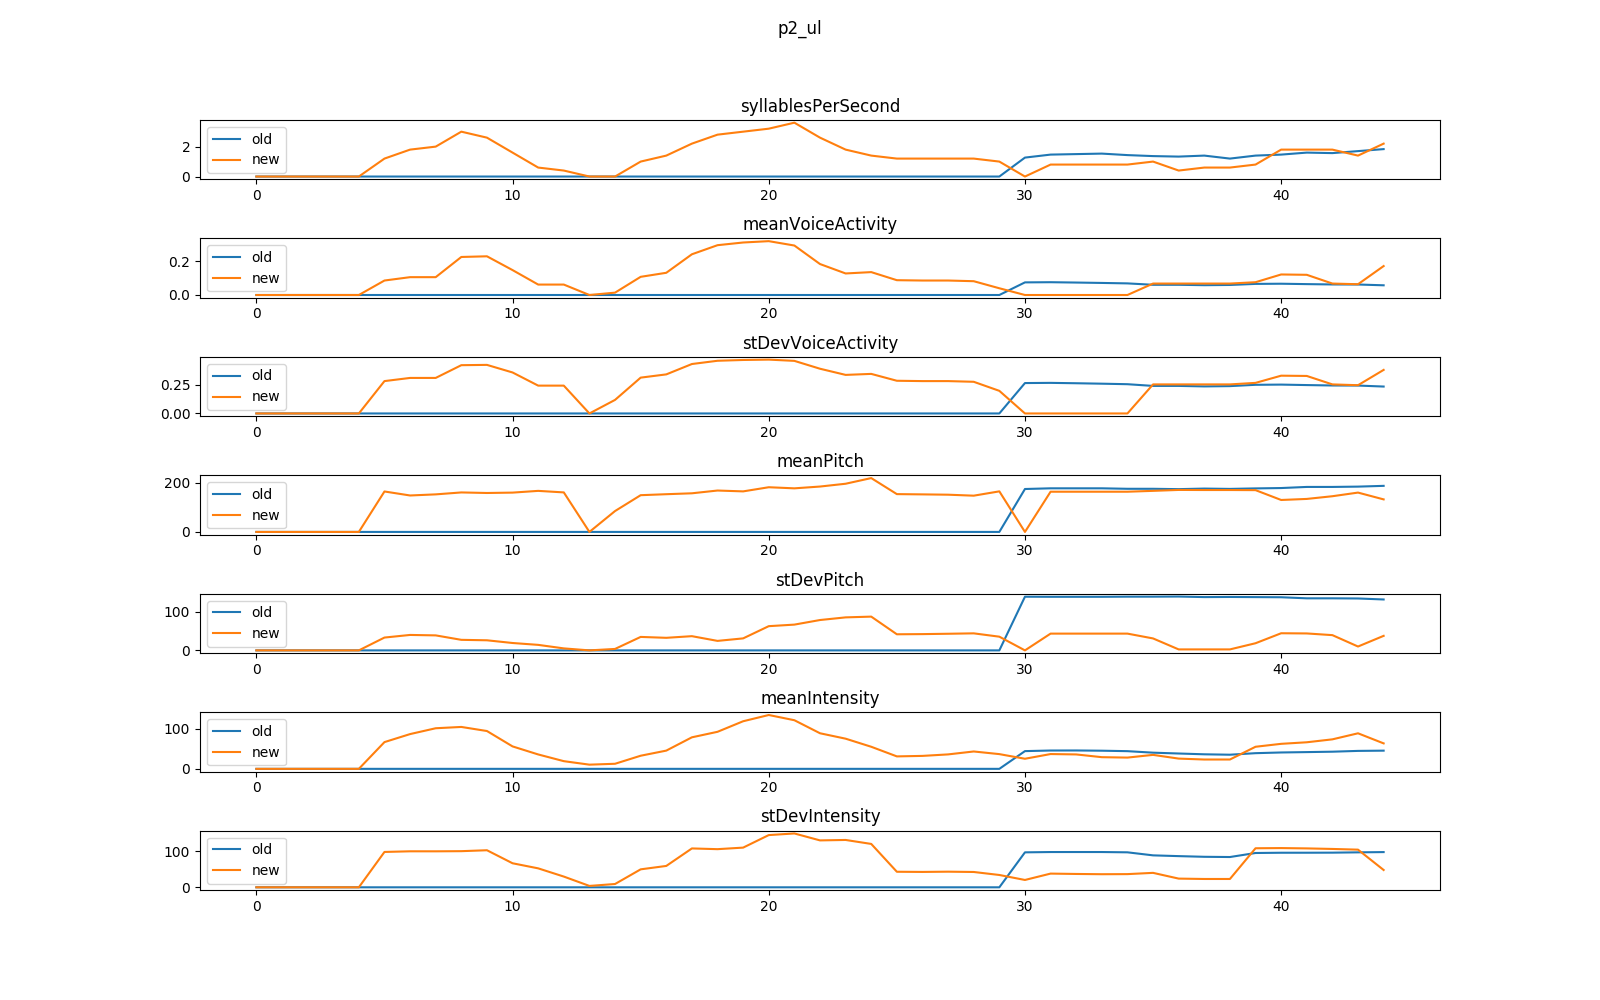 p2_ul
syllablesPerSecond
old
new
2
0
0 10 20 30 40
meanVoiceActivity
old
new
0.2
0.0
0 10 20 30 40
stDevVoiceActivity
old
new
0.25
0.00
0 10 20 30 40
meanPitch
old
new
200
0
0 10 20 30 40
stDevPitch
old
new
100
0
0 10 20 30 40
meanIntensity
old
new
100
0
0 10 20 30 40
stDevIntensity
old
new
100
0
0 10 20 30 40